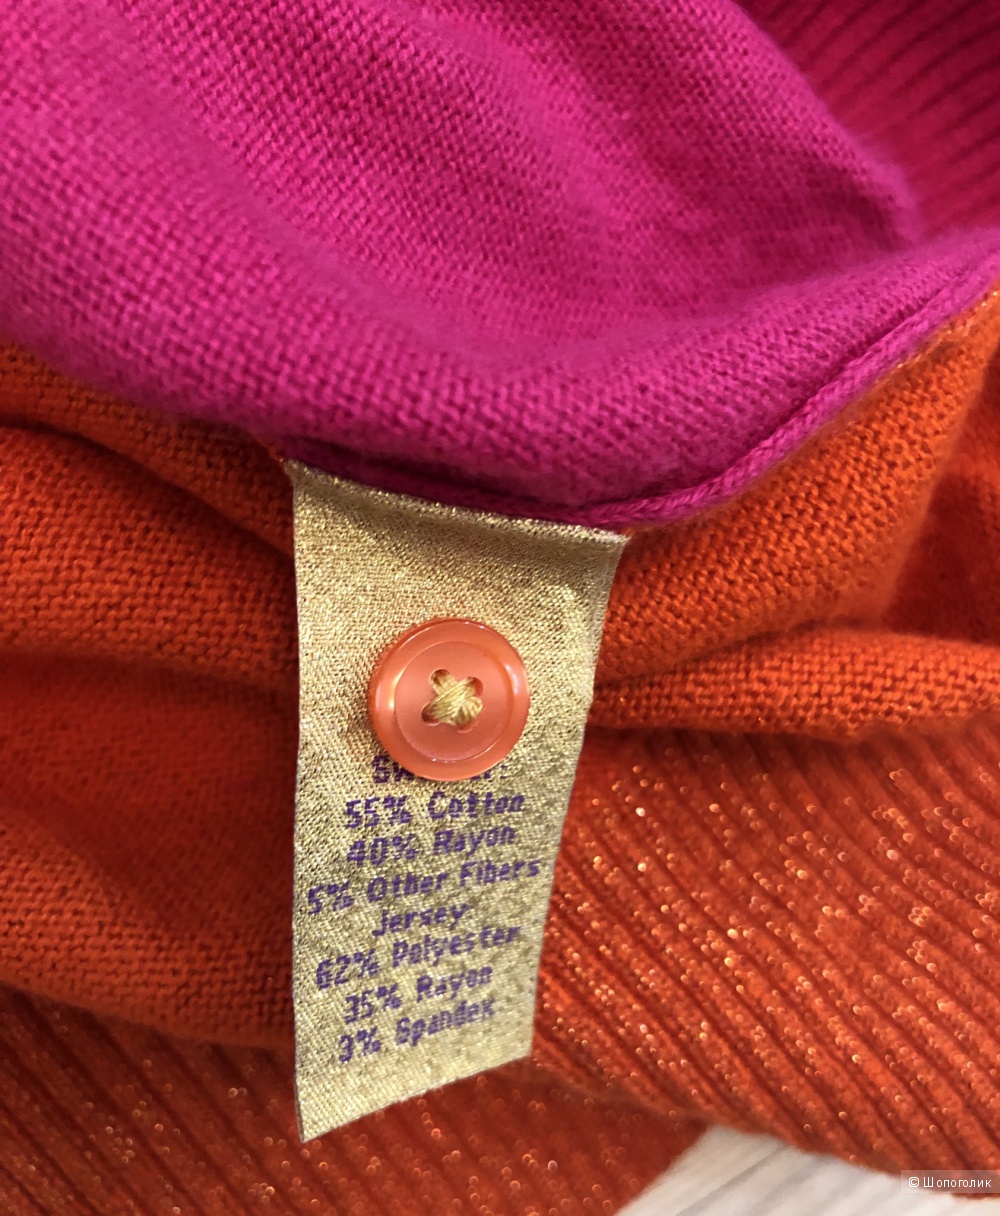 55% Cotton
40% Rayon
5% Other Fibers
Jersey-
62% Polyester
35% Rayon
3% Spandex
© Шопоголик